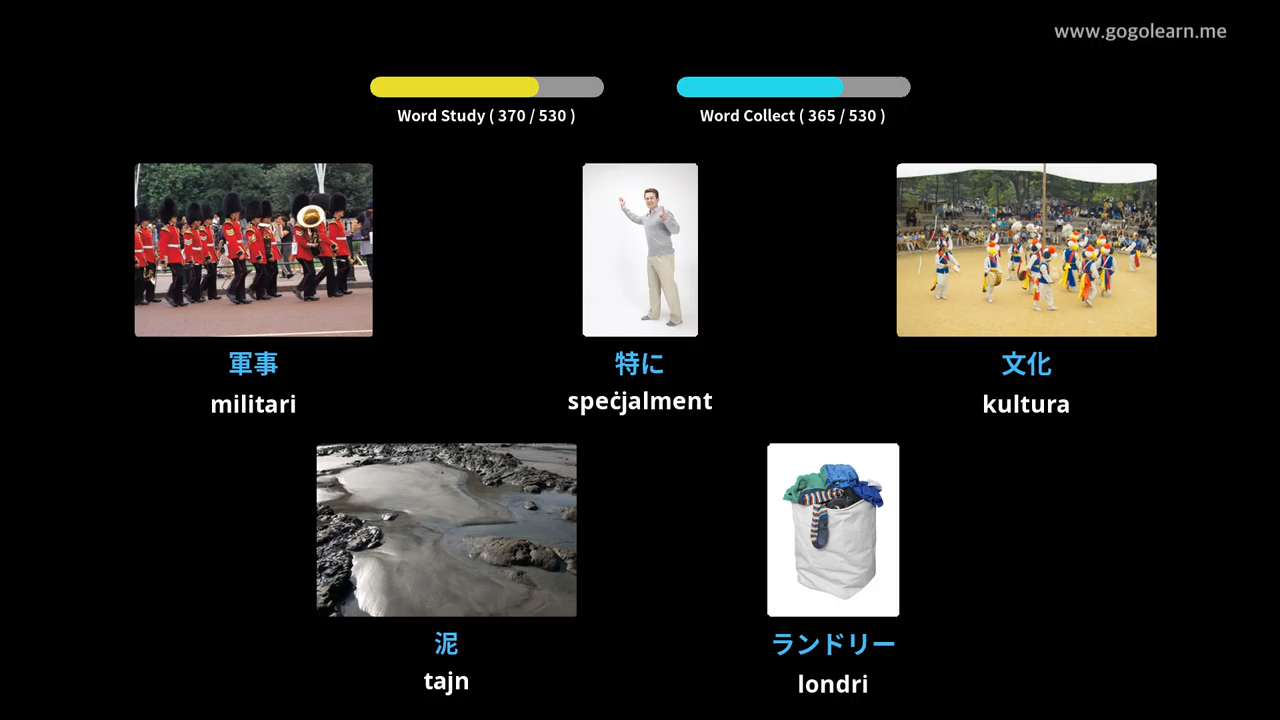 www.gogolearn.me
Word Study ( 370 / 530 )
Word Collect ( 365 / 530 )
軍事
militari
特に
speċjalment
文化
kultura
泥
tajn
ランドリー
londri